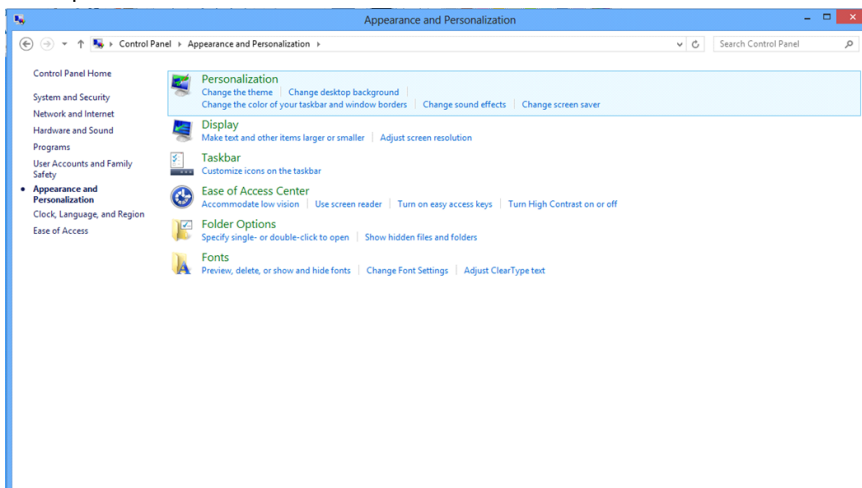 Appearance and Personalization
Control Panel Appearance and Personalization
Search Control Panel
Control Panel Home
System and Security
Network and Internet
Hardware and Sound
Programs
User Accounts and Family
Safety
Appearance and
Personalization
Clock, Language, and Region
Ease of Access
Personalization
Change the theme Change desktop background
Change the color of your taskbar and window borders Change sound effects Change screen saver
Display
Make text and other items larger or smaller Adjust screen resolution
Taskbar
Customize icons on the taskbar
Ease of Access Center
Accommodate low vision Use screen reader Turn on easy access keys Turn High Contrast on or off
Folder Options
Specify single- or double-click to open Show hidden files and folders
Fonts
Preview, delete, or show and hide fonts Change Font Settings Adjust ClearType text